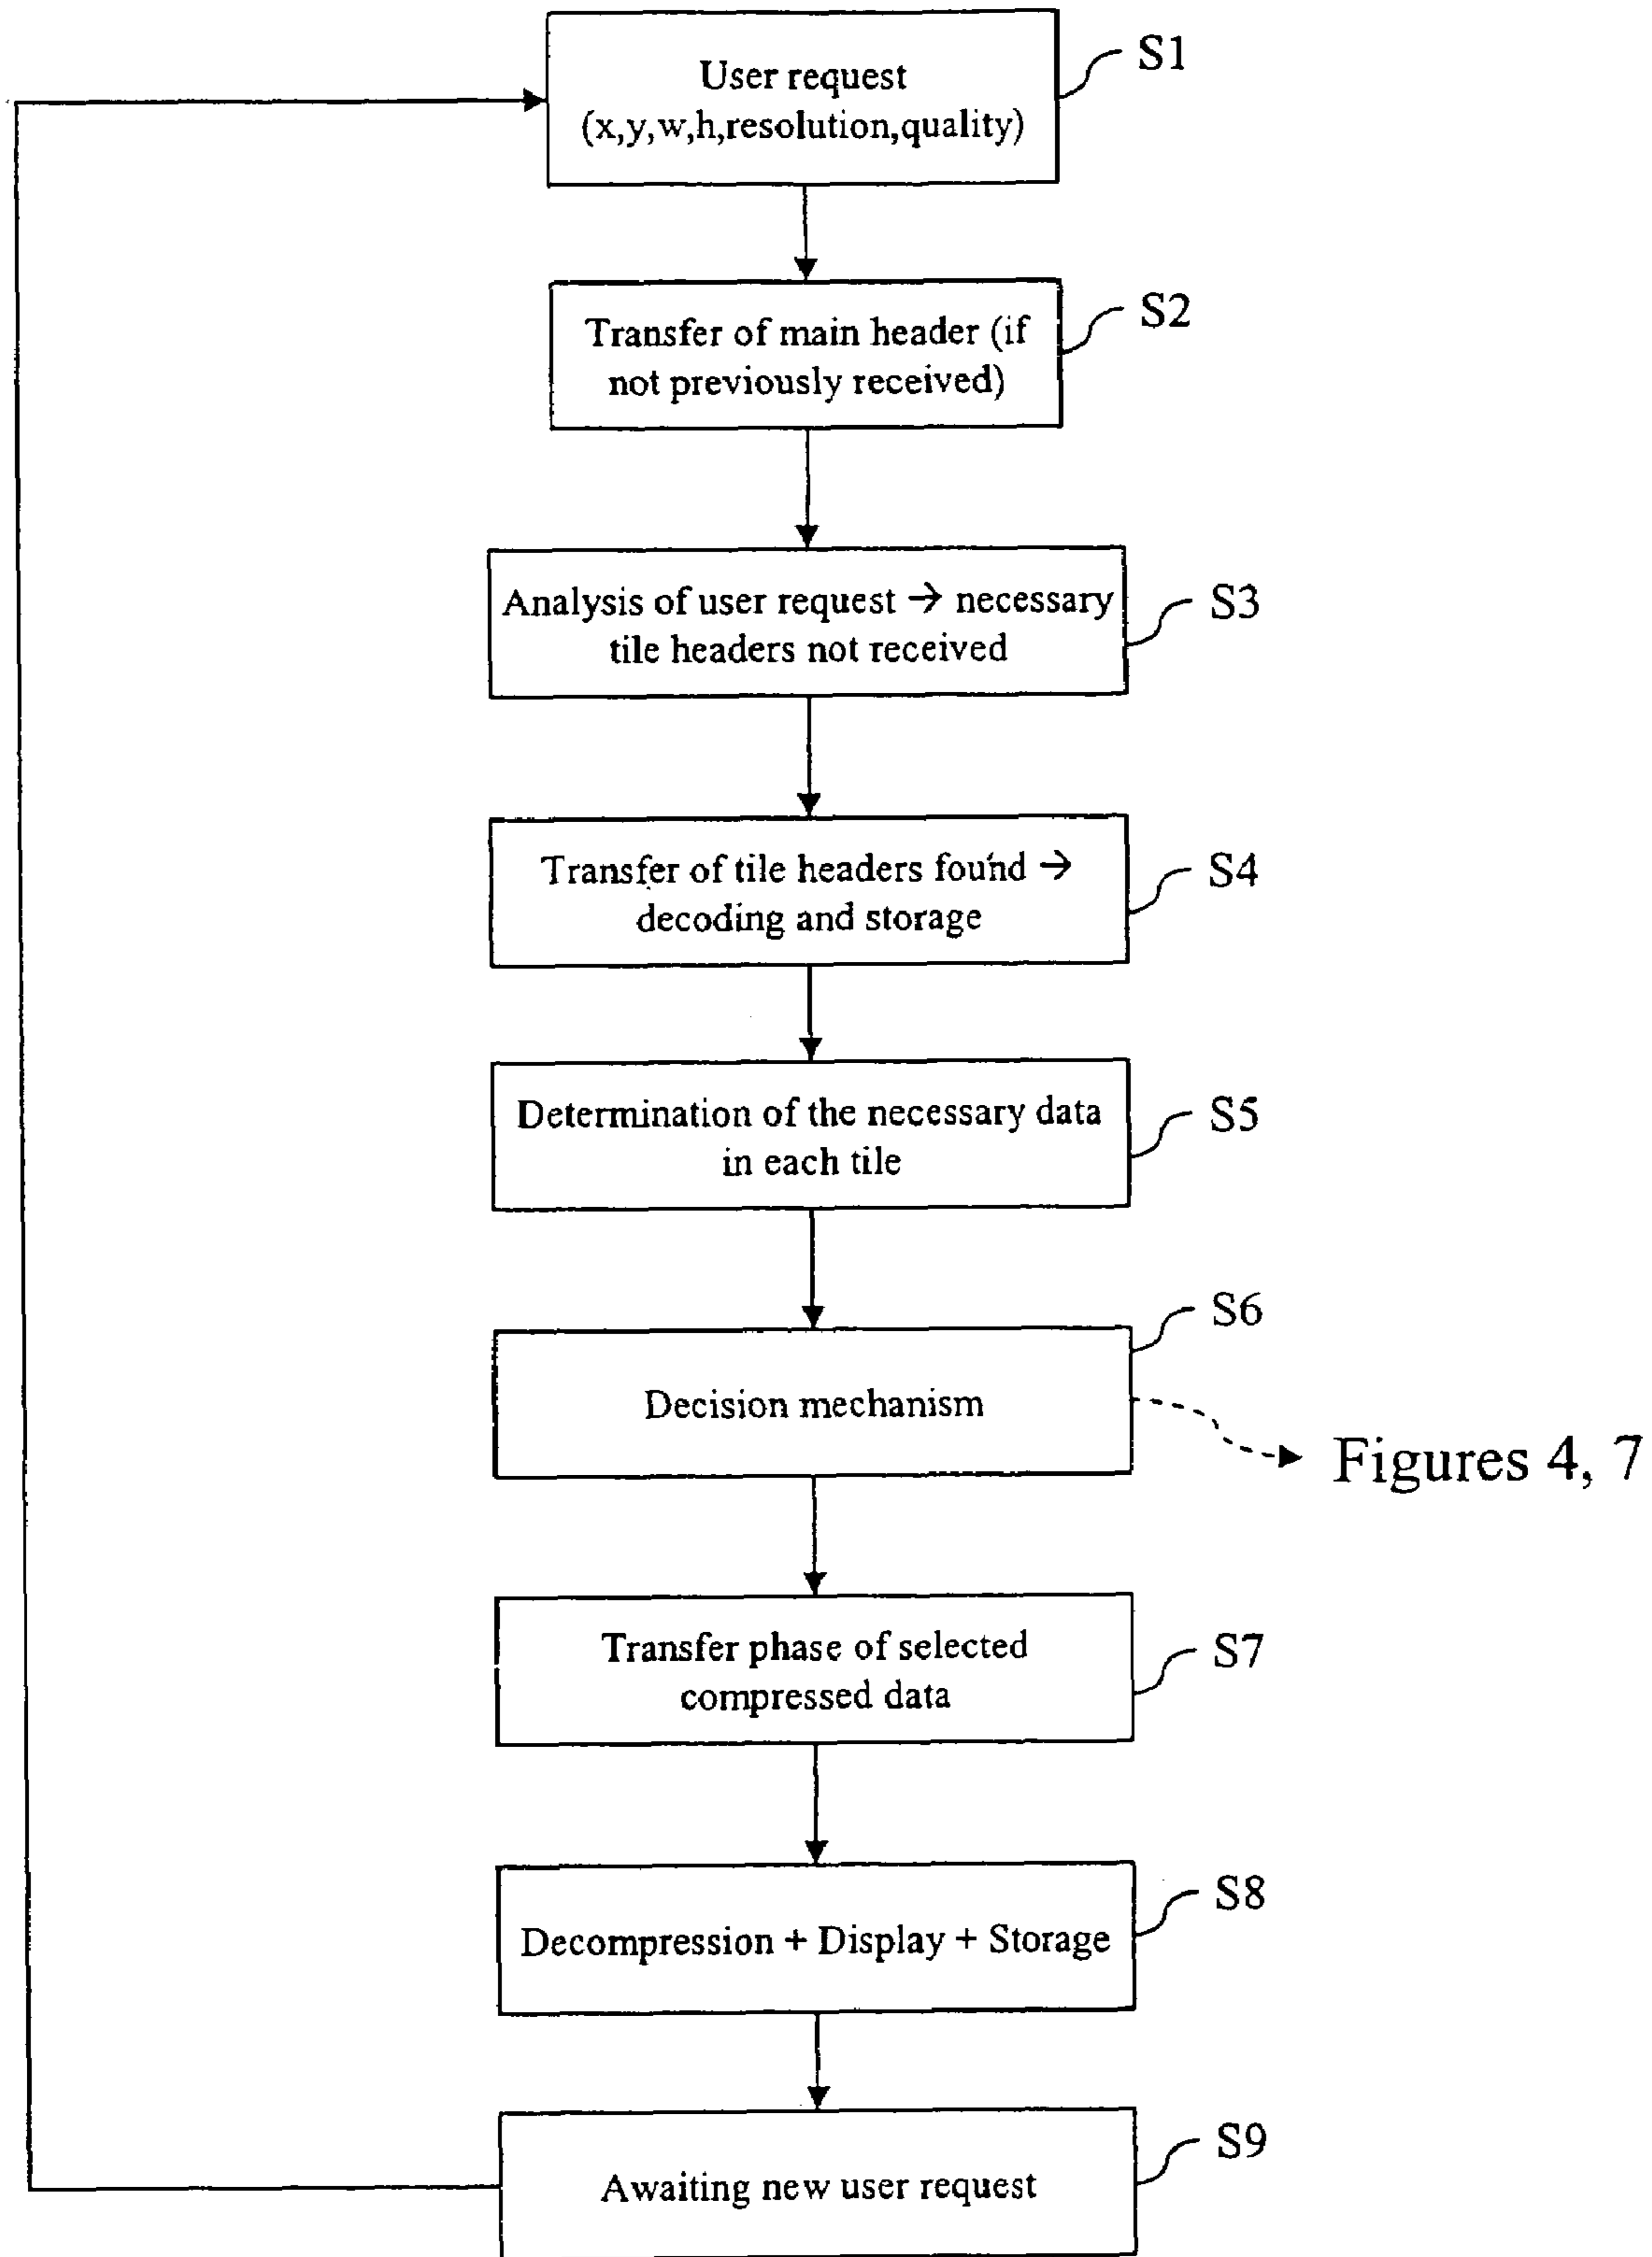 User request
(x,y,w,h,resolution,quality)
S1
Transfer of main header (if
not previously received)
S2
Analysis of user request → necessary
tile headers not received
S3
Transfer of tile headers found →
decoding and storage
S4
Determination of the necessary data
in each tile
S5
S6
Decision mechanism
Figures 4, 7
Transfer phase of selected
compressed data
S7
Decompression + Display + Storage
S8
Awaiting new user request
S9